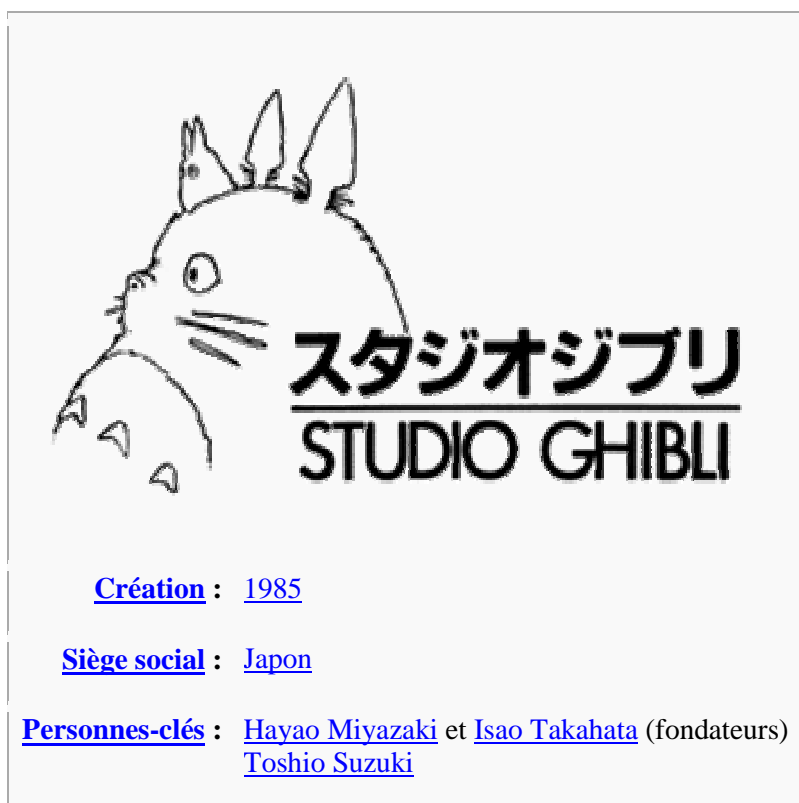 スタジオジブリ
STUDIO GHIBLI
Création : 1985
Siège social : Japon
Personnes-clés : Hayao Miyazaki et Isao Takahata (fondateurs)
Toshio Suzuki